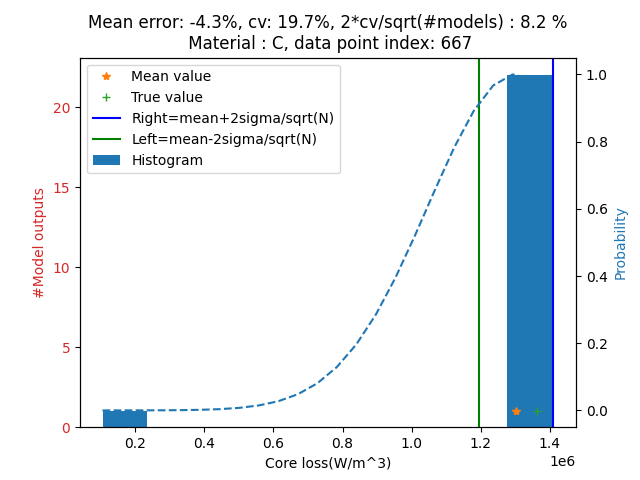 Mean error: -4.3%, cv: 19.7%, 2*cv/sqrt(#models) : 8.2 %
Material : C, data point index: 667
Mean value
True value
Right=mean+2sigma/sqrt(N)
Left=mean-2sigma/sqrt(N)
Histogram
#Model outputs
20
15
10
5
0
1.0
0.8
0.6
0.4
0.2
0.0
Probability
0.2 0.4 0.6 0.8 1.0 1.2 1.4
1e6
Core loss(W/m^3)